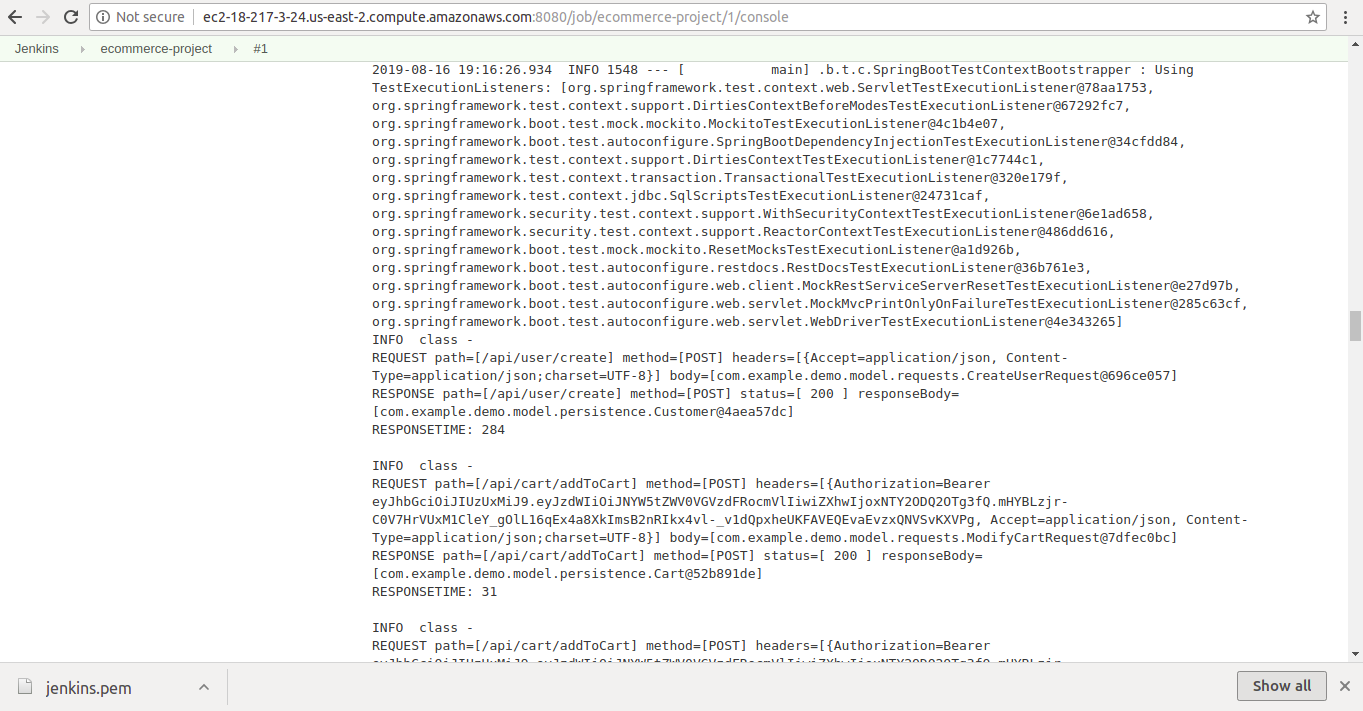 Not secure ec2-18-217-3-24.us-east-2.compute.amazonaws.com:8080/job/ecommerce-project/1/console
Jenkins ecommerce-project #1
2019-08-16 19:16:26.934  INFO 1548 --- [           main] .b.t.c.SpringBootTestContextBootstrapper : Using
TestExecutionListeners: [org.springframework.test.context.web.ServletTestExecutionListener@78aa1753,
org.springframework.test.context.support.DirtiesContextBeforeModesTestExecutionListener@67292fc7,
org.springframework.boot.test.mock.mockito.MockitoTestExecutionListener@4c1b4e07,
org.springframework.boot.test.autoconfigure.SpringBootDependencyInjectionTestExecutionListener@34cfdd84,
org.springframework.test.context.support.DirtiesContextTestExecutionListener@1c7744c1,
org.springframework.test.context.transaction.TransactionalTestExecutionListener@320e179f,
org.springframework.test.context.jdbc.SqlScriptsTestExecutionListener@24731caf,
org.springframework.security.test.context.support.WithSecurityContextTestExecutionListener@6e1ad658,
org.springframework.security.test.context.support.ReactorContextTestExecutionListener@486dd616,
org.springframework.boot.test.mock.mockito.ResetMocksTestExecutionListener@a1d926b,
org.springframework.boot.test.autoconfigure.restdocs.RestDocsTestExecutionListener@36b761e3,
org.springframework.boot.test.autoconfigure.web.client.MockRestServiceServerResetTestExecutionListener@e27d97b,
org.springframework.boot.test.autoconfigure.web.servlet.MockMvcPrintOnlyOnFailureTestExecutionListener@285c63cf,
org.springframework.boot.test.autoconfigure.web.servlet.WebDriverTestExecutionListener@4e343265]
INFO  class -
REQUEST path=[/api/user/create] method=[POST] headers=[{Accept=application/json, Content-
Type=application/json;charset=UTF-8}] body=[com.example.demo.model.requests.CreateUserRequest@696ce057]
RESPONSE path=[/api/user/create] method=[POST] status=[ 200 ] responseBody=
[com.example.demo.model.persistence.Customer@4aea57dc]
RESPONSETIME: 284
INFO  class -
REQUEST path=[/api/cart/addToCart] method=[POST] headers=[{Authorization=Bearer
eyJhbGciOiJIUzUxMiJ9.eyJzdWIiOiJNYW5tZWV0VGVzdFRocmVlIiwiZXhwIjoxNTY2ODQ2OTg3fQ.mHYBLzjr-
C0V7HrVUxM1CleY_gOlL16qEx4a8XkImsB2nRIkx4vl-_v1dQpxheUKFAVEQEvaEvzxQNVSvKXVPg, Accept=application/json, Content-
Type=application/json;charset=UTF-8}] body=[com.example.demo.model.requests.ModifyCartRequest@7dfec0bc]
RESPONSE path=[/api/cart/addToCart] method=[POST] status=[ 200 ] responseBody=
[com.example.demo.model.persistence.Cart@52b891de]
RESPONSETIME: 31
INFO  class -
REQUEST path=[/api/cart/addToCart] method=[POST] headers=[{Authorization=Bearer
jenkins.pem Show all